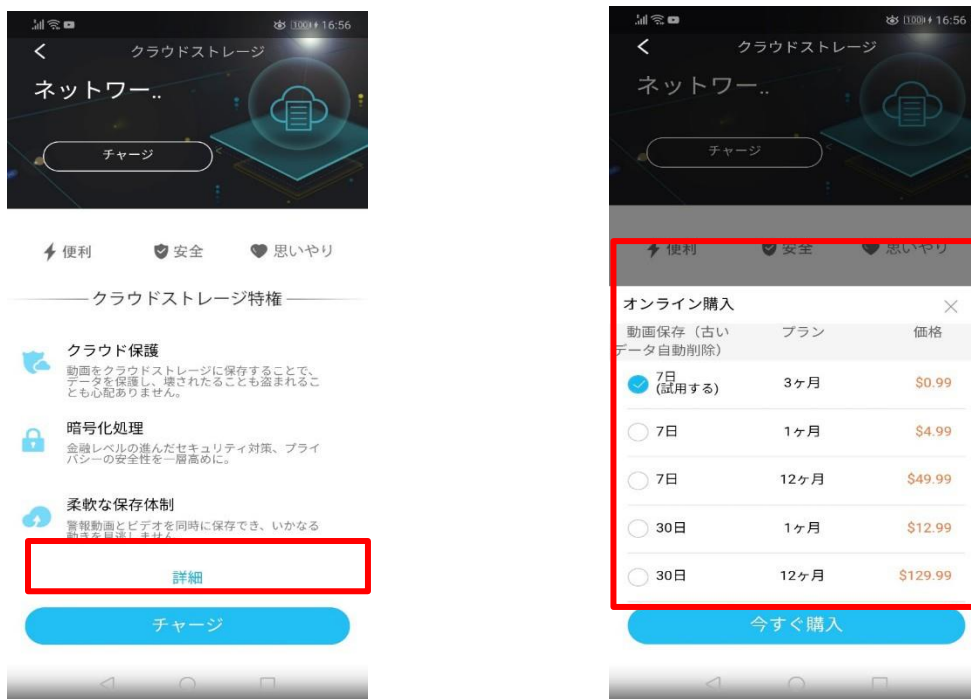 100 16:56
クラウドストレージ
ネットワー..
チャージ
便利 安全 思いやり
クラウドストレージ特権
クラウド保護
動画をクラウドストレージに保存することで、
データを保護し、壊されたることも盗まれるこ
とも心配ありません。
暗号化処理
金融レベルの進んだセキュリティ対策、プライ
バシーの安全性を一層高めに。
柔軟な保存体制
警報動画とビデオを同時に保存でき、いかなる
動きを見逃しません
詳細
チャージ
100 16:56
クラウドストレージ
ネットワー..
チャージ
便利 安全 思いやり
オンライン購入
動画保存（古い プラン 価格
データ自動削除）
7日
(試用する) 3ヶ月 $0.99
7日 1ヶ月 $4.99
7日 12ヶ月 $49.99
30日 1ヶ月 $12.99
30日 12ヶ月 $129.99
今すぐ購入